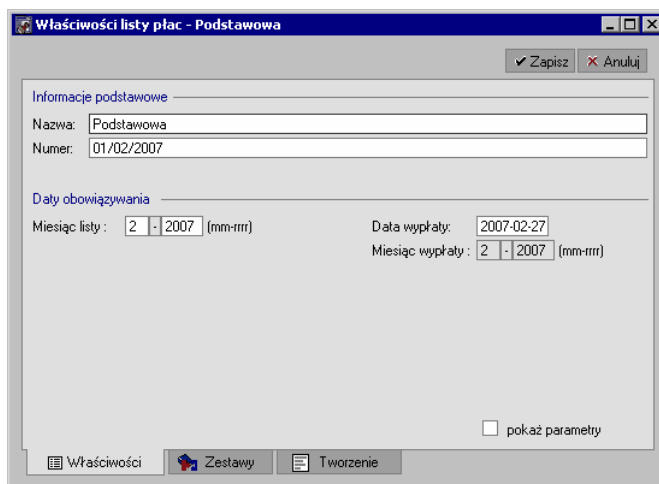 Właściwości listy płac - Podstawowa
Zapisz Anuluj
Informacje podstawowe
Nazwa: Podstawowa
Numer: 01/02/2007
Daty obowiązywania
Miesiąc listy : 2 - 2007 (mm-rrrr) Data wypłaty: 2007-02-27
Miesiąc wypłaty : 2 - 2007 (mm-rrrr)
pokaż parametry
Właściwości Zestawy Tworzenie